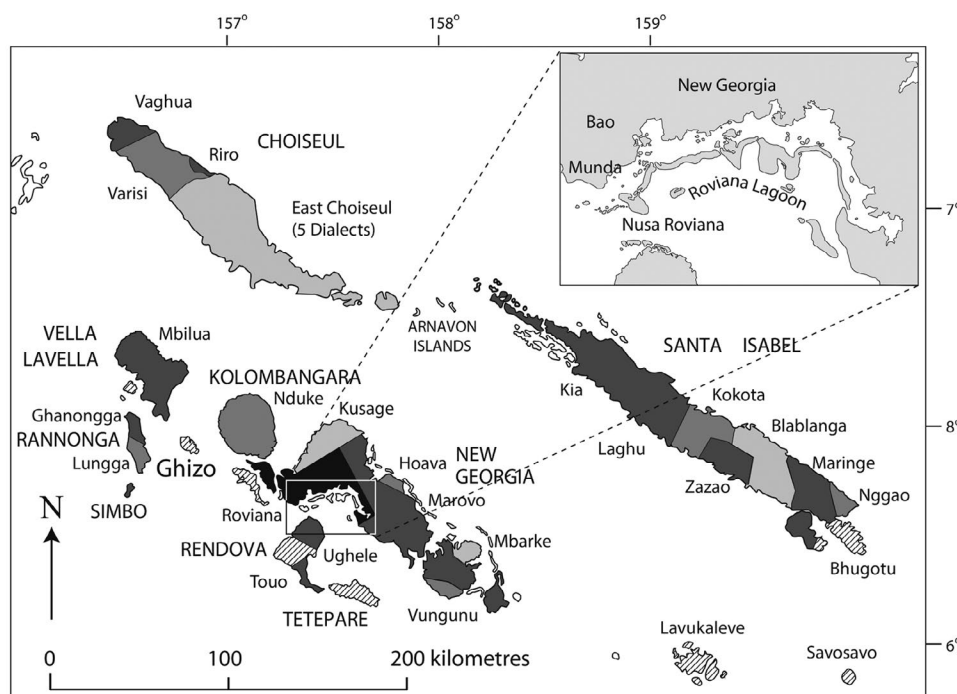 157°
158°
159°
Vaghua
CHOISEUL
Riro
Varisi
East Choiseul
(5 Dialects)
New Georgia
Bao
Munda
Roviana Lagoon
Nusa Roviana
7°
ARNAVON
ISLANDS
VELLA
LAVELLA
Mbilua
SANTA ISABEL
KOLOMBANGARA
Nduke
Kusage
Kia
Kokota
Ghanongga
RANNONGA
Lungga
Ghizo
Blablanga
8°
Hoava
NEW
GEORGIA
Laghu
Maringe
Zazao
Nggao
SIMBO
N
Roviana
Marovo
RENDOVA
Ughele
Mbarke
Bhugotu
Touo
TETEPARE
Vungunu
Lavukaleve
Savosavo
6°
0 100 200 kilometres